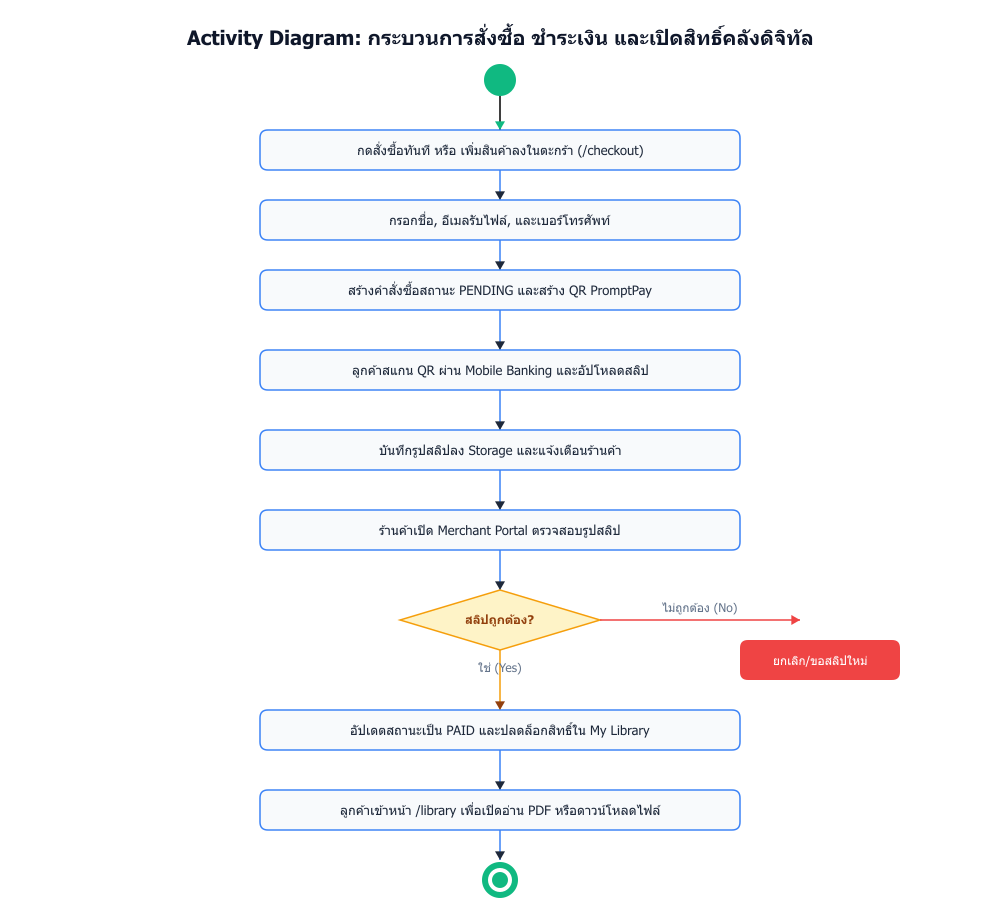 Activity Diagram: กระบวนการสั่งซื้อ ชำระเงิน และเปิดสิทธิ์คลังดิจิทัล
กดสั่งซื้อทันที หรือ เพิ่มสินค้าลงในตะกร้า (/checkout)
กรอกชื่อ, อีเมลรับไฟล์, และเบอร์โทรศัพท์
สร้างคำสั่งซื้อสถานะ PENDING และสร้าง QR PromptPay
ลูกค้าสแกน QR ผ่าน Mobile Banking และอัปโหลดสลิป
บันทึกรูปสลิปลง Storage และแจ้งเตือนร้านค้า
ร้านค้าเปิด Merchant Portal ตรวจสอบรูปสลิป
สลิปถูกต้อง?
ไม่ถูกต้อง (No)
ยกเลิก/ขอสลิปใหม่
ใช่ (Yes)
อัปเดตสถานะเป็น PAID และปลดล็อกสิทธิ์ใน My Library
ลูกค้าเข้าหน้า /library เพื่อเปิดอ่าน PDF หรือดาวน์โหลดไฟล์